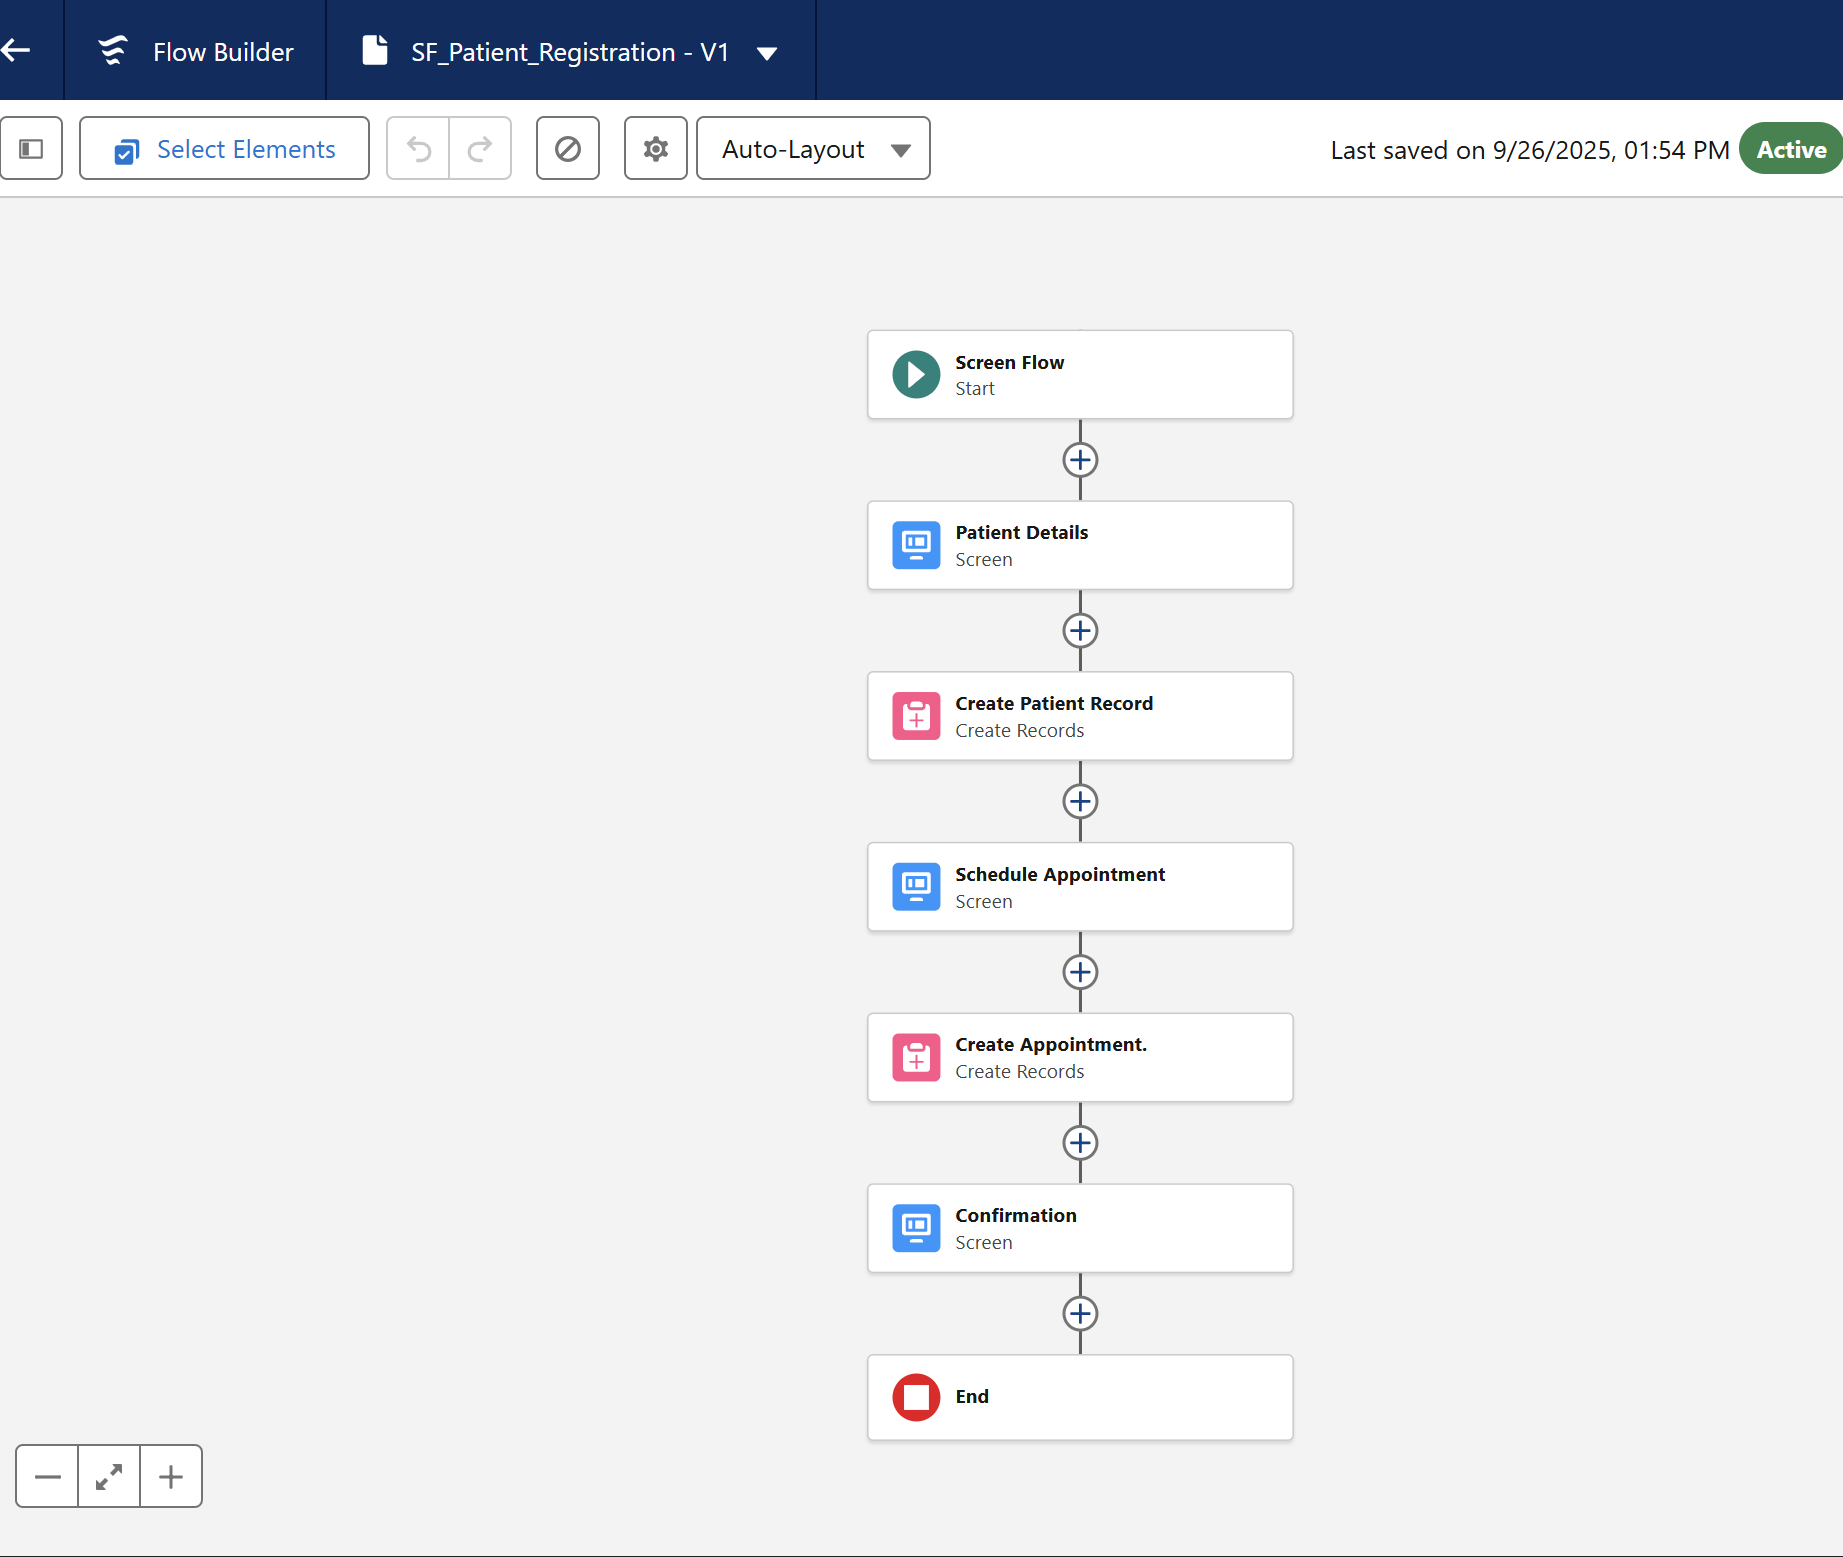 Flow Builder
SF_Patient_Registration - V1
Select Elements
Auto-Layout
Last saved on 9/26/2025, 01:54 PM
Active
Screen Flow
Start
Patient Details
Screen
Create Patient Record
Create Records
Schedule Appointment
Screen
Create Appointment.
Create Records
Confirmation
Screen
End